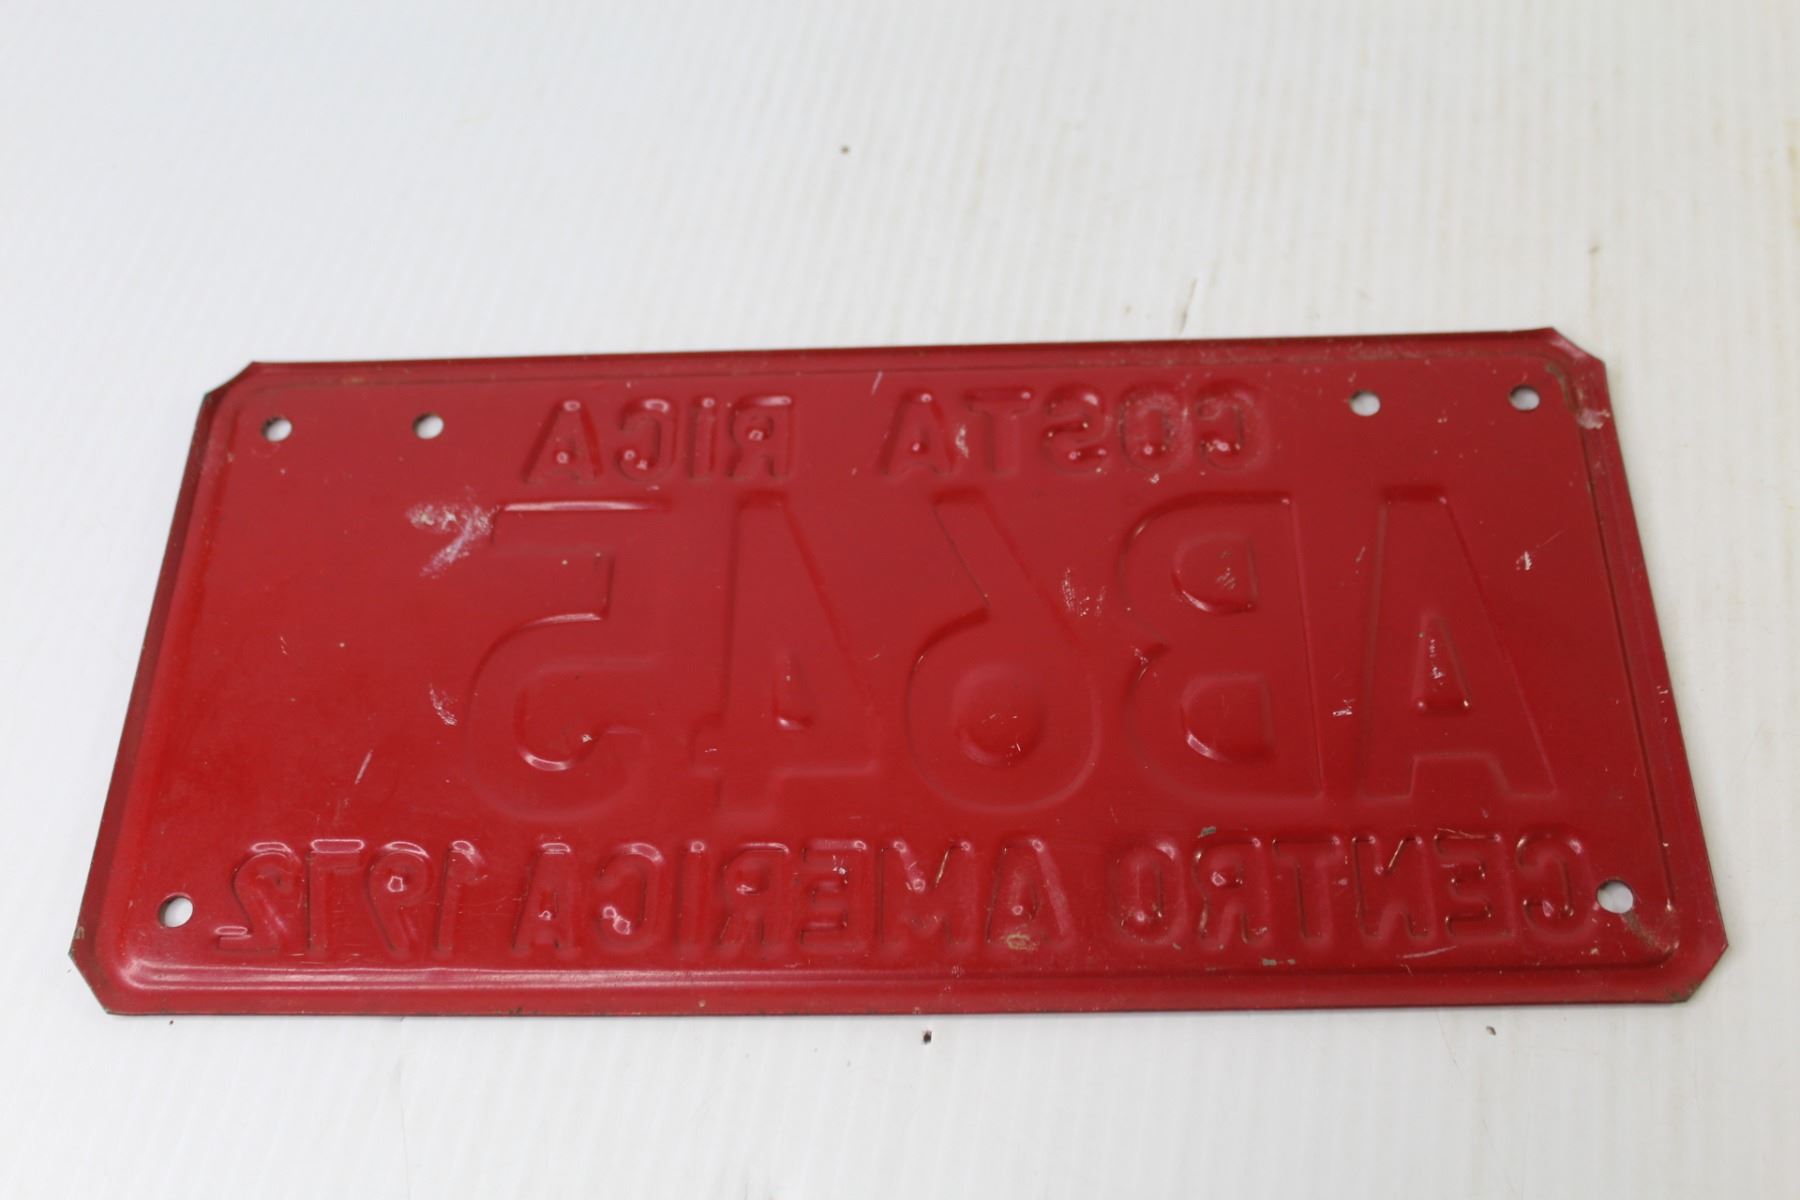 COSTA RICA
AB645
CENTRO AMERICA 1972